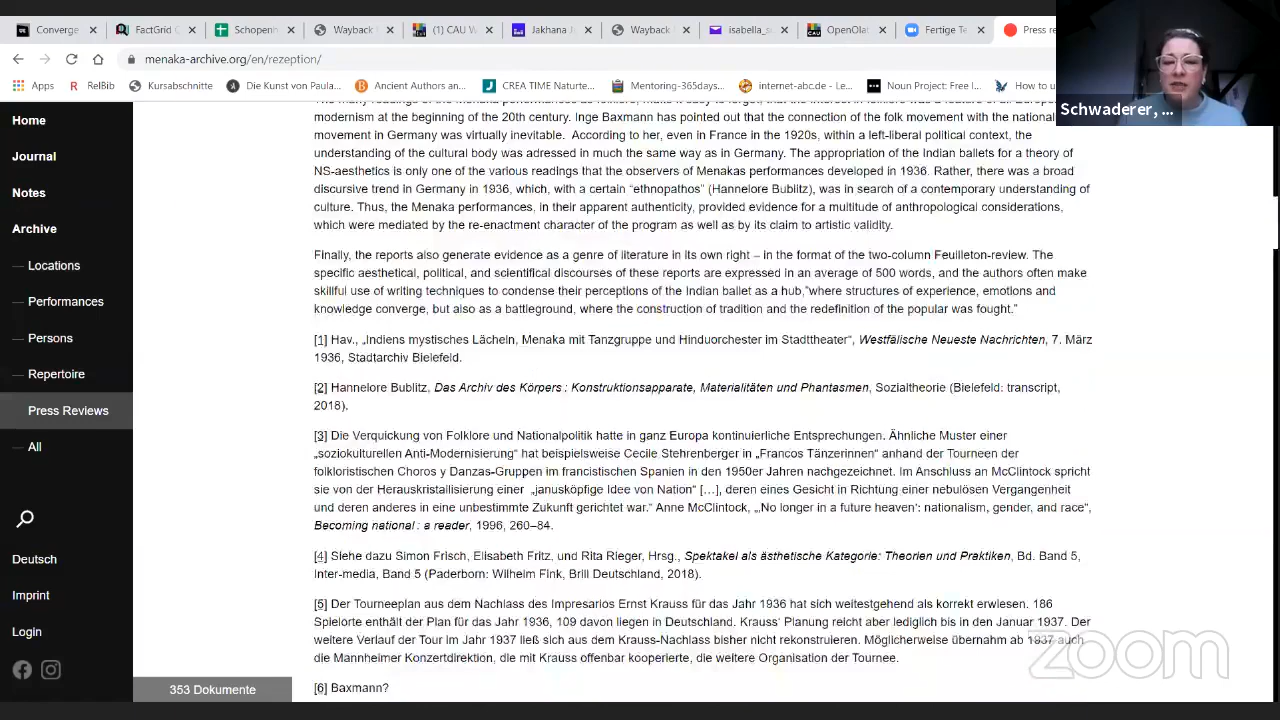 Converge
FactGrid
Schopenh
Wayback
(1) CAU W
Jakhana
Wayback
isabella_s
OpenOla
Fertige Te
Press re
menaka-archive.org/en/rezeption/
Apps
RelBib
Kursabschnitte
Die Kunst von Paula...
Ancient Authors an...
CREA TIME Naturte...
Mentoring-365days...
internet-abc.de - Le...
Noun Project: Free I...
How to u
Schwaderer, ...
Home
Journal
Notes
Archive
Locations
Performances
Persons
Repertoire
Press Reviews
All
Deutsch
Imprint
Login
353 Dokumente
modernism at the beginning of the 20th century. Inge Baxmann has pointed out that the connection of the folk movement with the national
movement in Germany was virtually inevitable. According to her, even in France in the 1920s, within a left-liberal political context, the
understanding of the cultural body was adressed in much the same way as in Germany. The appropriation of the Indian ballets for a theory of
NS-aesthetics is only one of the various readings that the observers of Menakas performances developed in 1936. Rather, there was a broad
discursive trend in Germany in 1936, which, with a certain “ethnopathos” (Hannelore Bublitz), was in search of a contemporary understanding of
culture. Thus, the Menaka performances, in their apparent authenticity, provided evidence for a multitude of anthropological considerations,
which were mediated by the re-enactment character of the program as well as by its claim to artistic validity.
Finally, the reports also generate evidence as a genre of literature in its own right – in the format of the two-column Feuilleton-review. The
specific aesthetical, political, and scientifical discourses of these reports are expressed in an average of 500 words, and the authors often make
skillful use of writing techniques to condense their perceptions of the Indian ballet as a hub,“where structures of experience, emotions and
knowledge converge, but also as a battleground, where the construction of tradition and the redefinition of the popular was fought.”
[1] Hav., „Indiens mystisches Lächeln, Menaka mit Tanzgruppe und Hinduorchester im Stadttheater“, Westfälische Neueste Nachrichten, 7. März
1936, Stadtarchiv Bielefeld.
[2] Hannelore Bublitz, Das Archiv des Körpers : Konstruktionsapparate, Materialitäten und Phantasmen, Sozialtheorie (Bielefeld: transcript,
2018).
[3] Die Verquickung von Folklore und Nationalpolitik hatte in ganz Europa kontinuierliche Entsprechungen. Ähnliche Muster einer
„soziokulturellen Anti-Modernisierung“ hat beispielsweise Cecile Stehrenberger in „Francos Tänzerinnen“ anhand der Tourneen der
folkloristischen Choros y Danzas-Gruppen im francistischen Spanien in den 1950er Jahren nachgezeichnet. Im Anschluss an McClintock spricht
sie von der Herauskristallisierung einer „janusköpfige Idee von Nation“ […], deren eines Gesicht in Richtung einer nebulösen Vergangenheit
und deren anderes in eine unbestimmte Zukunft gerichtet war.“ Anne McClintock, „‚No longer in a future heaven‘: nationalism, gender, and race“,
Becoming national : a reader, 1996, 260–84.
[4] Siehe dazu Simon Frisch, Elisabeth Fritz, und Rita Rieger, Hrsg., Spektakel als ästhetische Kategorie: Theorien und Praktiken, Bd. Band 5,
Inter-media, Band 5 (Paderborn: Wilhelm Fink, Brill Deutschland, 2018).
[5] Der Tourneeplan aus dem Nachlass des Impresarios Ernst Krauss für das Jahr 1936 hat sich weitestgehend als korrekt erwiesen. 186
Spielorte enthält der Plan für das Jahr 1936, 109 davon liegen in Deutschland. Krauss‘ Planung reicht aber lediglich bis in den Januar 1937. Der
weitere Verlauf der Tour im Jahr 1937 ließ sich aus dem Krauss-Nachlass bisher nicht rekonstruieren. Möglicherweise übernahm ab 1937 auch
die Mannheimer Konzertdirektion, die mit Krauss offenbar kooperierte, die weitere Organisation der Tournee.
[6] Baxmann?
zoom